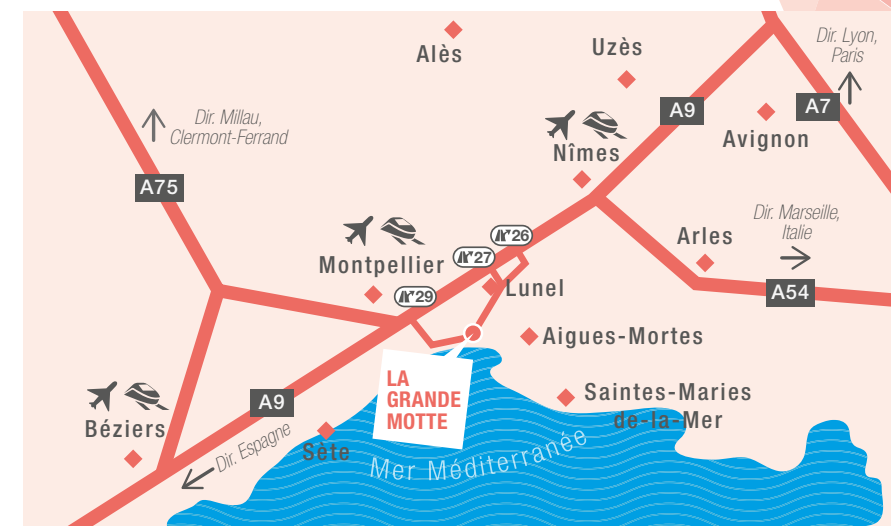 Alès
Uzès
Dir. Lyon,
Paris
A9
A7
Avignon
Dir. Millau,
Clermont-Ferrand
Nîmes
A75
Dir. Marseille,
Italie
Arles
26
27
Montpellier
29
Lunel
A54
Aigues-Mortes
LA
GRANDE
MOTTE
Saintes-Maries
de-la-Mer
A9
Béziers
Dir. Espagne
Sète
Mer Méditerranée